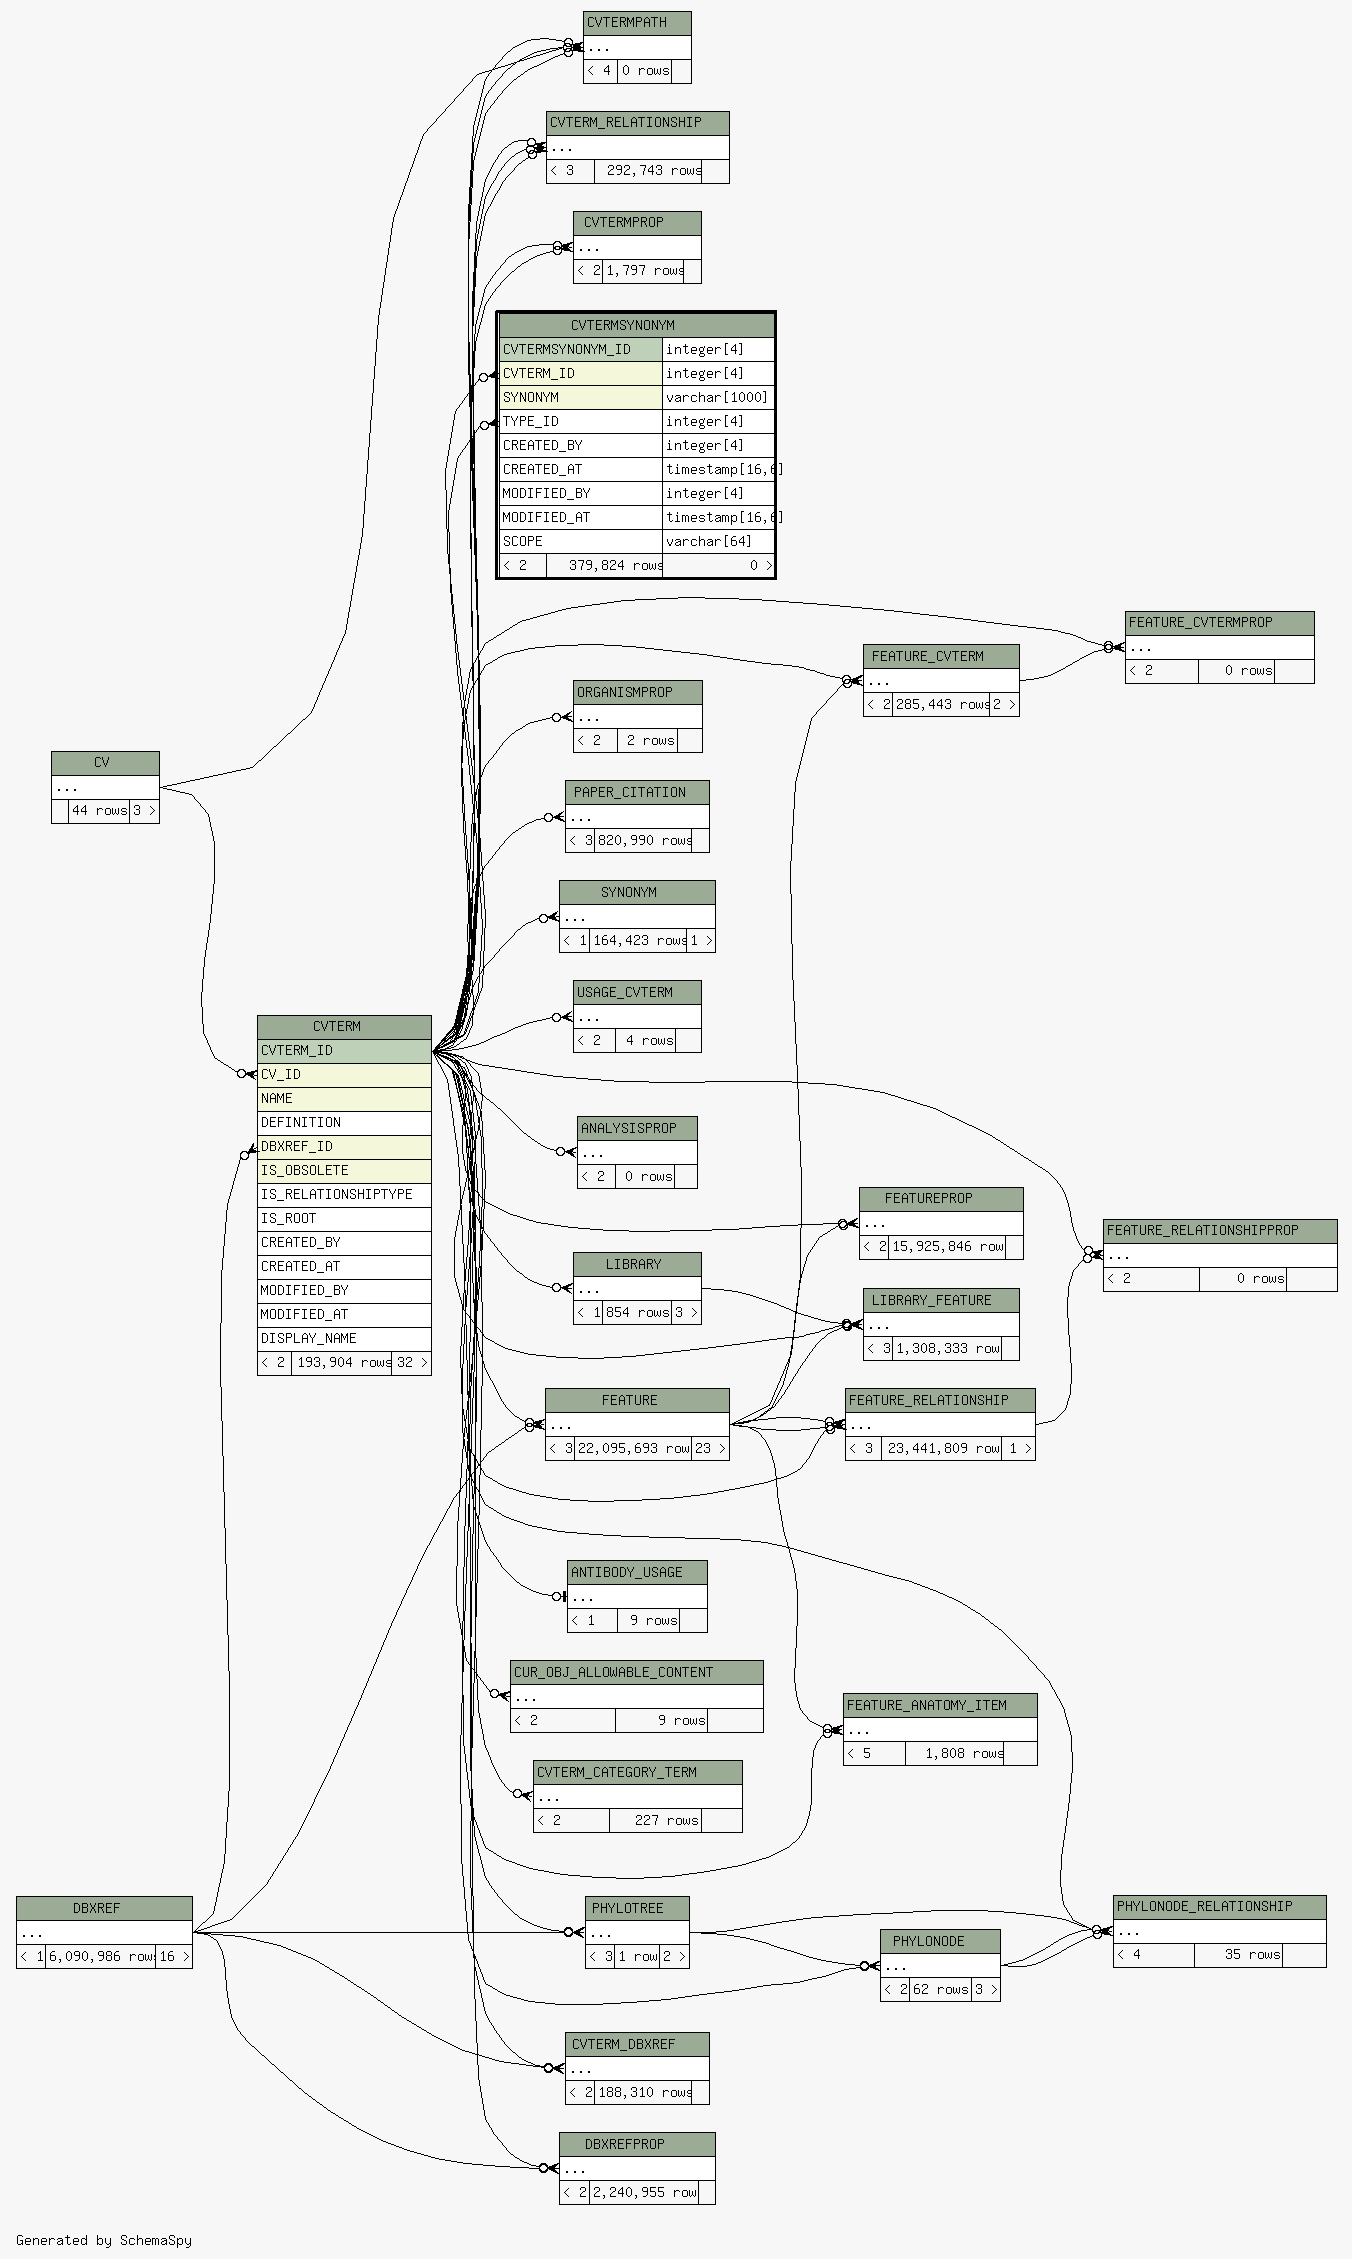 CVTERMPATH
...
< 4 0 rows
CVTERM_RELATIONSHIP
...
< 3 292,743 rows
CVTERMPROP
...
< 2 1,797 rows
CVTERMSYNONYM
CVTERMSYNONYM_ID integer[4]
CVTERM_ID integer[4]
SYNONYM varchar[1000]
TYPE_ID integer[4]
CREATED_BY integer[4]
CREATED_AT timestamp[16,6]
MODIFIED_BY integer[4]
MODIFIED_AT timestamp[16,6]
SCOPE varchar[64]
< 2 379,824 rows 0 >
FEATURE_CVTERMPROP
...
< 2 0 rows
FEATURE_CVTERM
...
< 2 285,443 rows 2 >
ORGANISMPROP
...
< 2 2 rows
CV
...
44 rows 3 >
PAPER_CITATION
...
< 3 820,990 rows
SYNONYM
...
< 1 164,423 rows 1 >
USAGE_CVTERM
...
< 2 4 rows
CVTERM
CVTERM_ID
CV_ID
NAME
DEFINITION
DBXREF_ID
IS_OBSOLETE
IS_RELATIONSHIPTYPE
IS_ROOT
CREATED_BY
CREATED_AT
MODIFIED_BY
MODIFIED_AT
DISPLAY_NAME
< 2 193,904 rows 32 >
ANALYSISPROP
...
< 2 0 rows
FEATUREPROP
...
< 2 15,925,846 row
FEATURE_RELATIONSHIPPROP
...
< 2 0 rows
LIBRARY
...
< 1 854 rows 3 >
LIBRARY_FEATURE
...
< 3 1,308,333 row
FEATURE
...
< 3 22,095,693 row 23 >
FEATURE_RELATIONSHIP
...
< 3 23,441,809 row 1 >
ANTIBODY_USAGE
...
< 1 9 rows
CUR_OBJ_ALLOWABLE_CONTENT
...
< 2 9 rows
FEATURE_ANATOMY_ITEM
...
< 5 1,808 rows
CVTERM_CATEGORY_TERM
...
< 2 227 rows
DBXREF
...
< 1 6,090,986 rows 16 >
PHYLOTREE
...
< 3 1 row 2 >
PHYLONODE
...
< 2 62 rows 3 >
PHYLONODE_RELATIONSHIP
...
< 4 35 rows
CVTERM_DBXREF
...
< 2 188,310 rows
DBXREFPROP
...
< 2 2,240,955 row
Generated by SchemaSpy